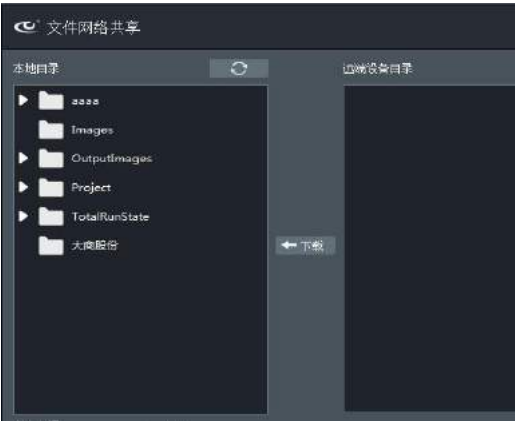 文件网络共享
本地目录
远端设备目录
aaaa
Images
OutputImages
Project
TotalRunState
大商股份
下载